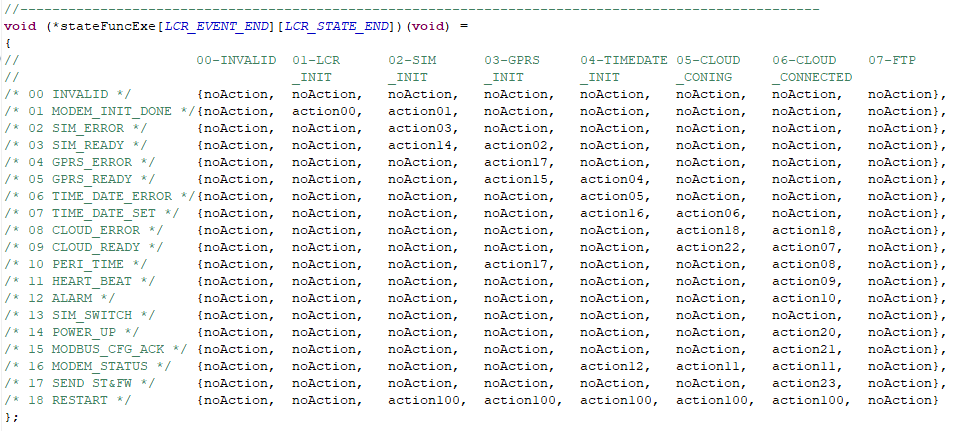 //----------------------------------------------------------------------------------------------------
void (*stateFuncExe[LCR_EVENT_END][LCR_STATE_END])(void) =
{
//                      00-INVALID  01-LCR      02-SIM      03-GPRS     04-TIMEDATE 05-CLOUD    06-CLOUD    07-FTP
//                                  _INIT       _INIT       _INIT       _INIT       _CONING     _CONNECTED
/* 00 INVALID */        {noAction,  noAction,   noAction,   noAction,   noAction,   noAction,   noAction,   noAction},
/* 01 MODEM_INIT_DONE */{noAction,  action00,   action01,   noAction,   noAction,   noAction,   noAction,   noAction},
/* 02 SIM_ERROR */      {noAction,  noAction,   action03,   noAction,   noAction,   noAction,   noAction,   noAction},
/* 03 SIM_READY */      {noAction,  noAction,   action14,   action02,   noAction,   noAction,   noAction,   noAction},
/* 04 GPRS_ERROR */     {noAction,  noAction,   noAction,   action17,   noAction,   noAction,   noAction,   noAction},
/* 05 GPRS_READY */     {noAction,  noAction,   noAction,   action15,   action04,   noAction,   noAction,   noAction},
/* 06 TIME_DATE_ERROR */{noAction,  noAction,   noAction,   noAction,   action05,   noAction,   noAction,   noAction},
/* 07 TIME_DATE_SET */  {noAction,  noAction,   noAction,   noAction,   action16,   action06,   noAction,   noAction},
/* 08 CLOUD_ERROR */    {noAction,  noAction,   noAction,   noAction,   noAction,   action18,   action18,   noAction},
/* 09 CLOUD_READY */    {noAction,  noAction,   noAction,   noAction,   noAction,   action22,   action07,   noAction},
/* 10 PERI_TIME */      {noAction,  noAction,   noAction,   action17,   noAction,   noAction,   action08,   noAction},
/* 11 HEART_BEAT */     {noAction,  noAction,   noAction,   noAction,   noAction,   noAction,   action09,   noAction},
/* 12 ALARM */          {noAction,  noAction,   noAction,   noAction,   noAction,   noAction,   action10,   noAction},
/* 13 SIM_SWITCH */     {noAction,  noAction,   noAction,   noAction,   noAction,   noAction,   noAction,   noAction},
/* 14 POWER_UP */       {noAction,  noAction,   noAction,   noAction,   noAction,   noAction,   action20,   noAction},
/* 15 MODBUS_CFG_ACK */ {noAction,  noAction,   noAction,   noAction,   noAction,   noAction,   action21,   noAction},
/* 16 MODEM_STATUS */   {noAction,  noAction,   noAction,   noAction,   action12,   action11,   action11,   noAction},
/* 17 SEND ST&FW */     {noAction,  noAction,   noAction,   noAction,   noAction,   noAction,   action23,   noAction},
/* 18 RESTART */        {noAction,  noAction,   action100,  action100,  action100,  action100,  action100,  noAction}
};